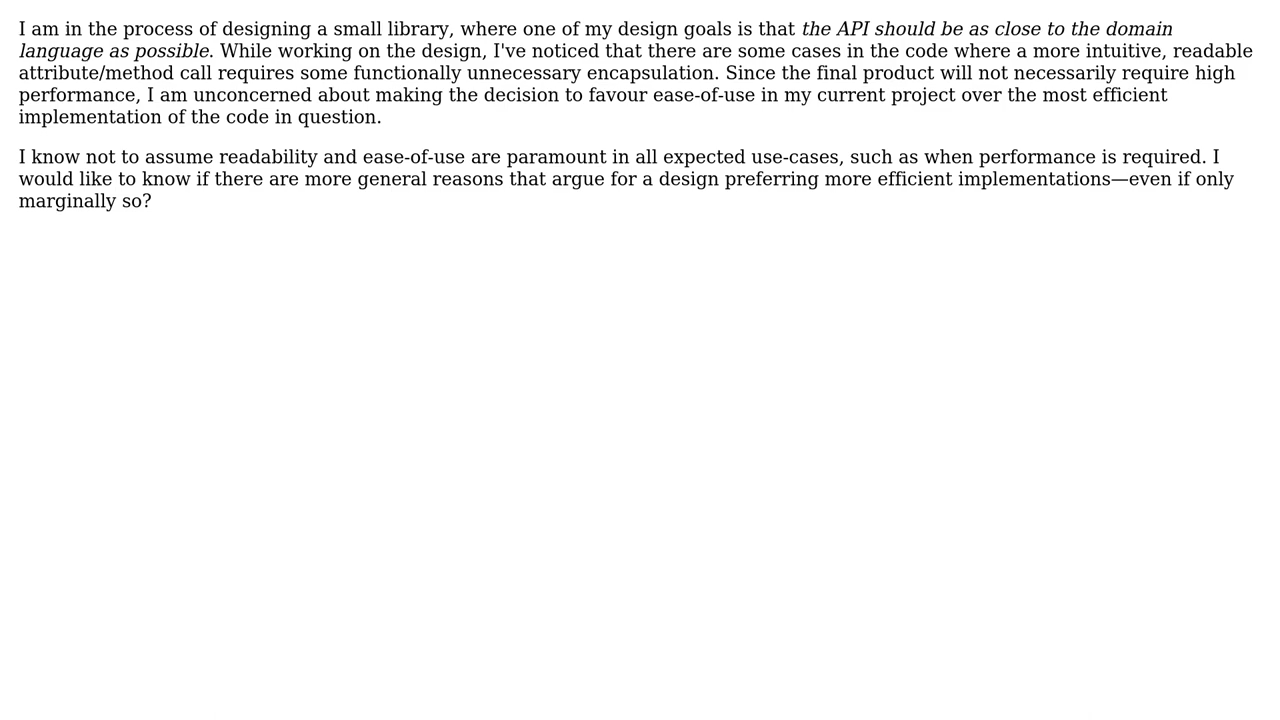 I am in the process of designing a small library, where one of my design goals is that the API should be as close to the domain
language as possible. While working on the design, I've noticed that there are some cases in the code where a more intuitive, readable
attribute/method call requires some functionally unnecessary encapsulation. Since the final product will not necessarily require high
performance, I am unconcerned about making the decision to favour ease-of-use in my current project over the most efficient
implementation of the code in question.
I know not to assume readability and ease-of-use are paramount in all expected use-cases, such as when performance is required. I
would like to know if there are more general reasons that argue for a design preferring more efficient implementations—even if only
marginally so?